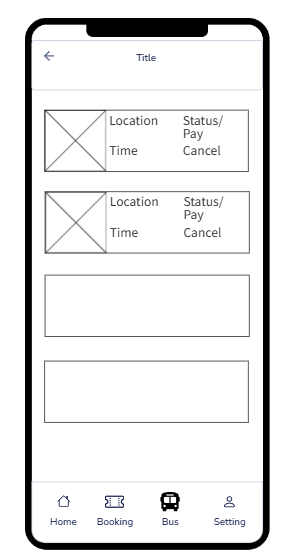 Title
Location Status/
Pay
Time Cancel
Location Status/
Pay
Time Cancel
Home Booking Bus Setting